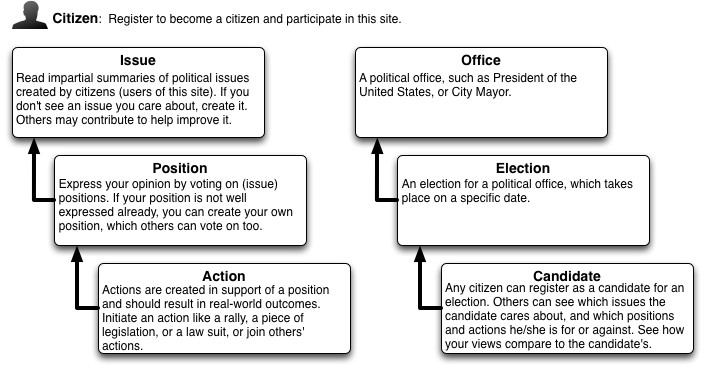 Citizen: Register to become a citizen and participate in this site.
Issue
Read impartial summaries of political issues
created by citizens (users of this site). If you
don't see an issue you care about, create it.
Others may contribute to help improve it.
Office
A political office, such as President of the
United States, or City Mayor.
Position
Express your opinion by voting on (issue)
positions. If your position is not well
expressed already, you can create your own
position, which others can vote on too.
Election
An election for a political office, which takes
place on a specific date.
Action
Actions are created in support of a position
and should result in real-world outcomes.
Initiate an action like a rally, a piece of
legislation, or a law suit, or join others'
actions.
Candidate
Any citizen can register as a candidate for an
election. Others can see which issues the
candidate cares about, and which positions
and actions he/she is for or against. See how
your views compare to the candidate's.